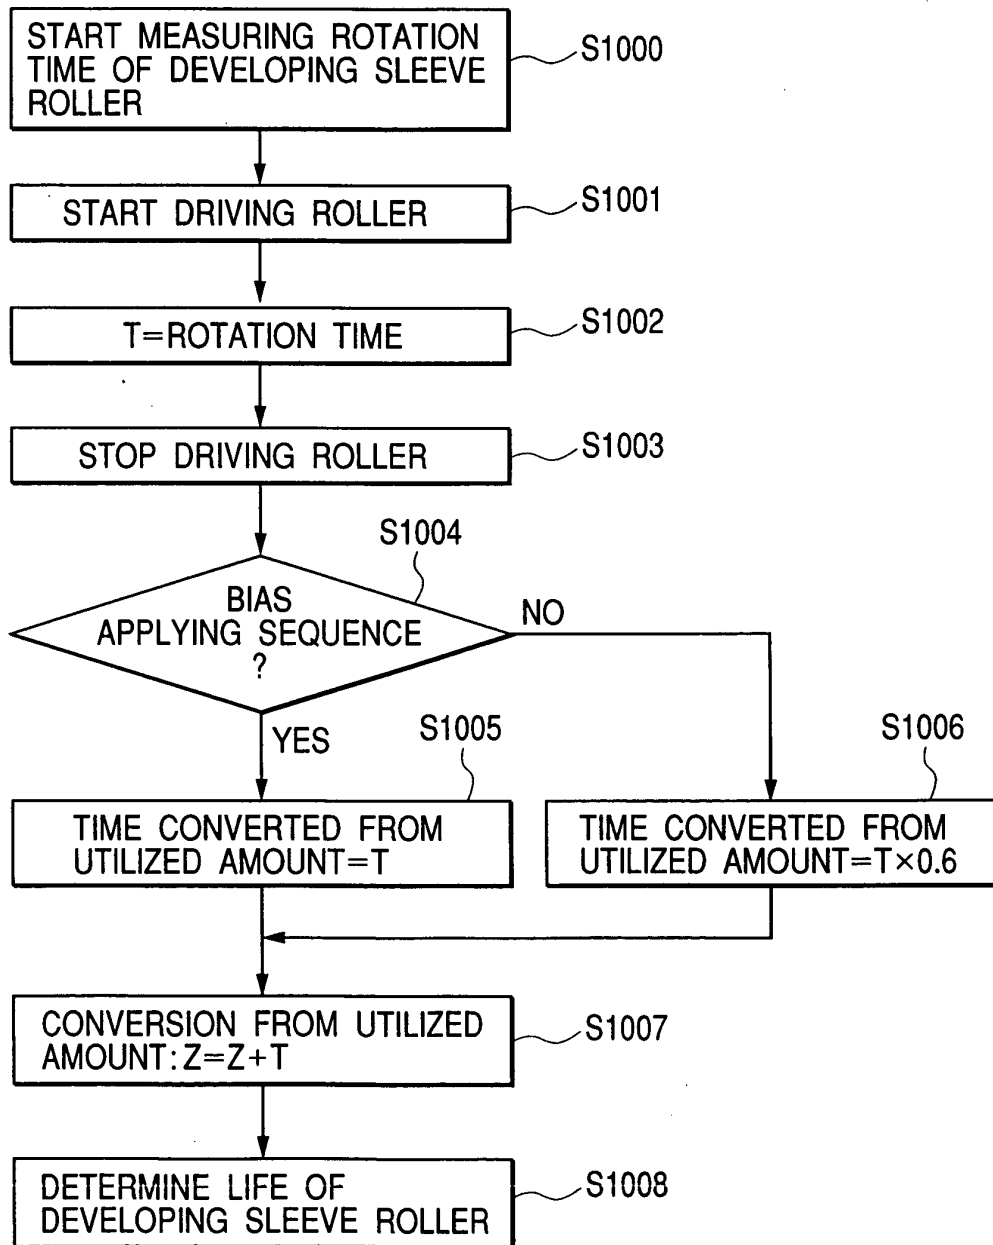 START MEASURING ROTATION
TIME OF DEVELOPING SLEEVE
ROLLER
S1000
START DRIVING ROLLER
S1001
T=ROTATION TIME
S1002
STOP DRIVING ROLLER
S1003
S1004
BIAS
APPLYING SEQUENCE
?
NO
YES
S1005
S1006
TIME CONVERTED FROM
UTILIZED AMOUNT=T
TIME CONVERTED FROM
UTILIZED AMOUNT=T×0.6
CONVERSION FROM UTILIZED
AMOUNT:Z=Z+T
S1007
DETERMINE LIFE OF
DEVELOPING SLEEVE ROLLER
S1008